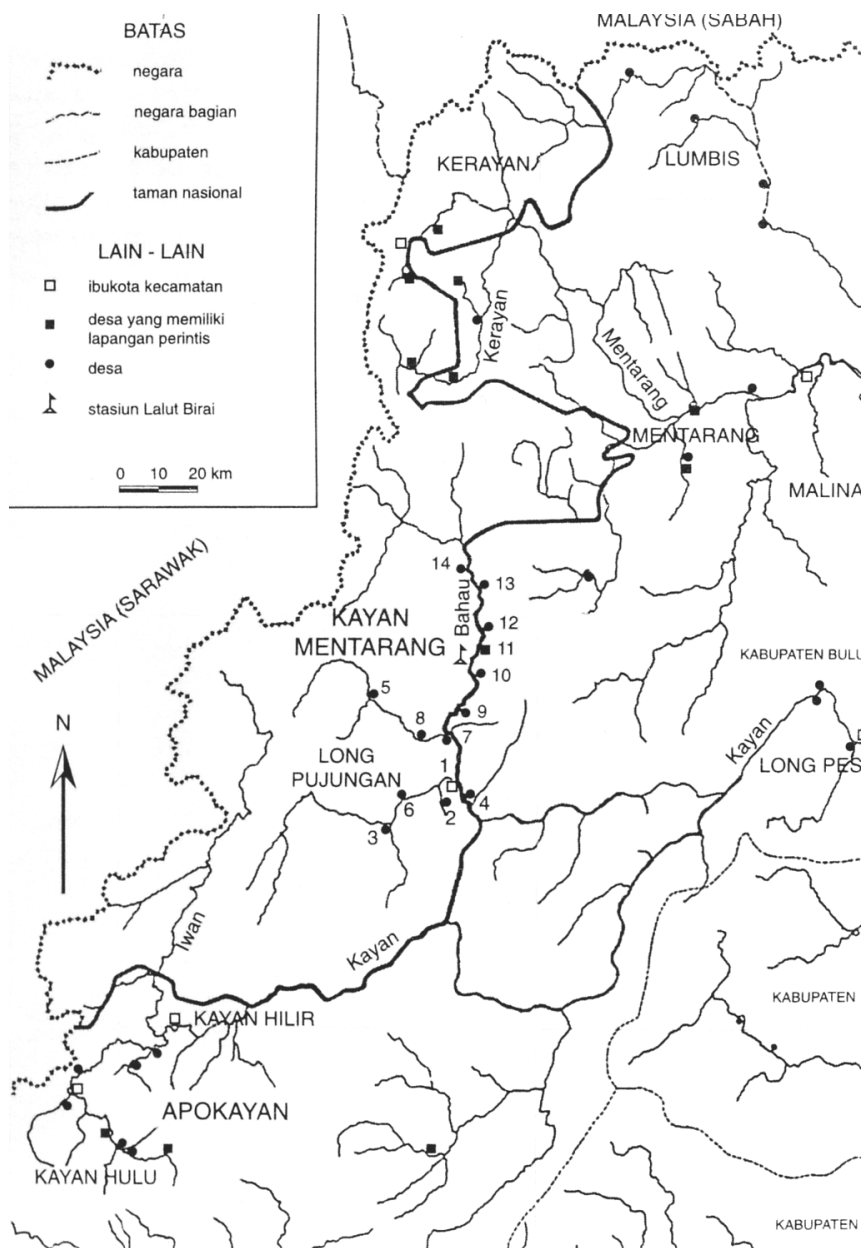 MALAYSIA (SABAH)
BATAS
negara
negara bagian
kabupaten
taman nasional
LAIN - LAIN
ibukota kecamatan
desa yang memiliki
lapangan perintis
desa
stasiun Lalut Birai
0 10 20 km
KERAYAN
LUMBIS
Kerayan
Mentarang
MENTARANG
MALINA
MALAYSIA (SARAWAK)
14
13
Bahau
KAYAN
MENTARANG
12
11
10
KABUPATEN BULU
5
9
8
7
N
LONG
PUJUNGAN
1
Kayan
LONG PES
6
2
4
3
Iwan
Kayan
KABUPATEN
KAYAN HILIR
APOKAYAN
KAYAN HULU
KABUPATEN